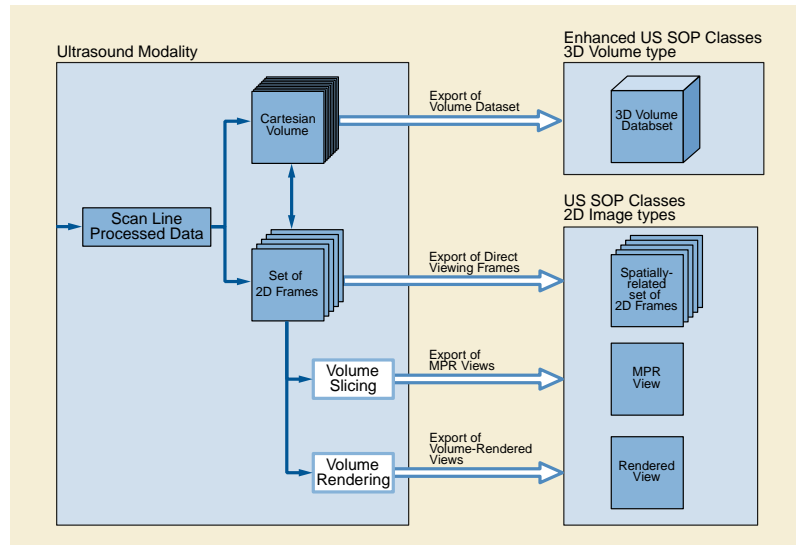 Ultrasound Modality
Enhanced US SOP Classes
3D Volume type
Cartesian
Volume
Export of
Volume Dataset
3D Volume
Databset
Scan Line
Processed Data
US SOP Classes
2D Image types
Set of
2D Frames
Export of Direct
Viewing Frames
Spatially-
related
set of
2D Frames
Volume
Slicing
Export of
MPR Views
MPR
View
Volume
Rendering
Export of
Volume-Rendered
Views
Rendered
View